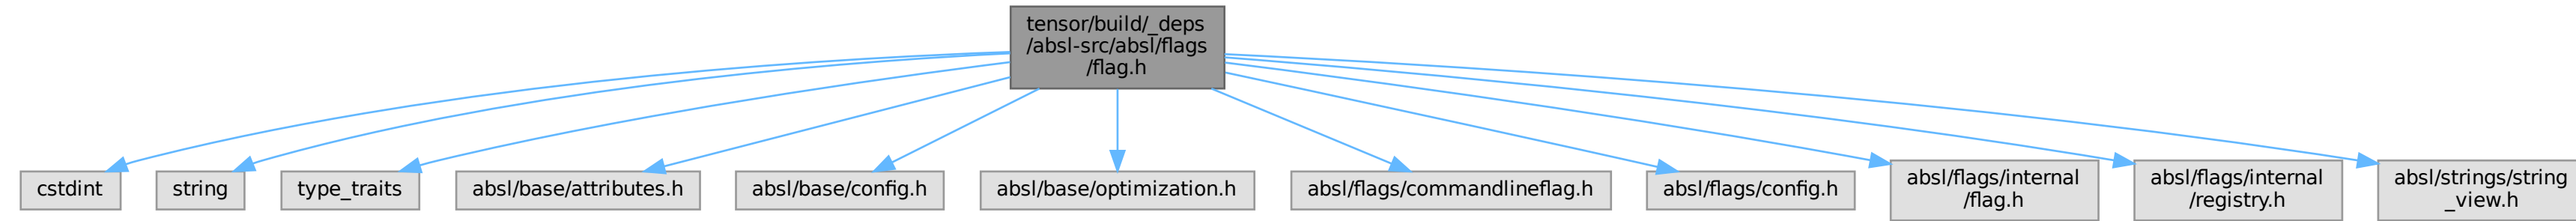 tensor/build/_deps
/absl-src/absl/flags
/flag.h
cstdint
string
type_traits
absl/base/attributes.h
absl/base/config.h
absl/base/optimization.h
absl/flags/commandlineflag.h
absl/flags/config.h
absl/flags/internal
/flag.h
absl/flags/internal
/registry.h
absl/strings/string
_view.h